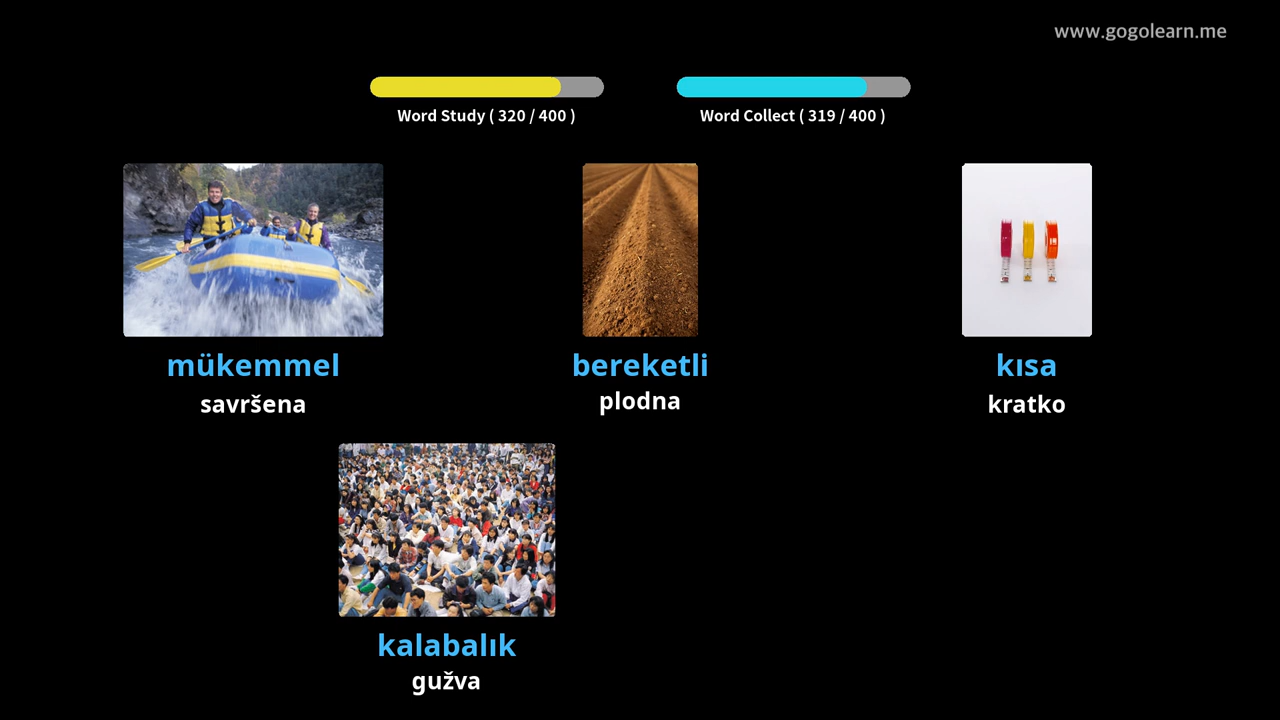 www.gogolearn.me
Word Study ( 320 / 400 )
Word Collect ( 319 / 400 )
mükemmel
savršena
bereketli
plodna
kısa
kratko
kalabalık
gužva